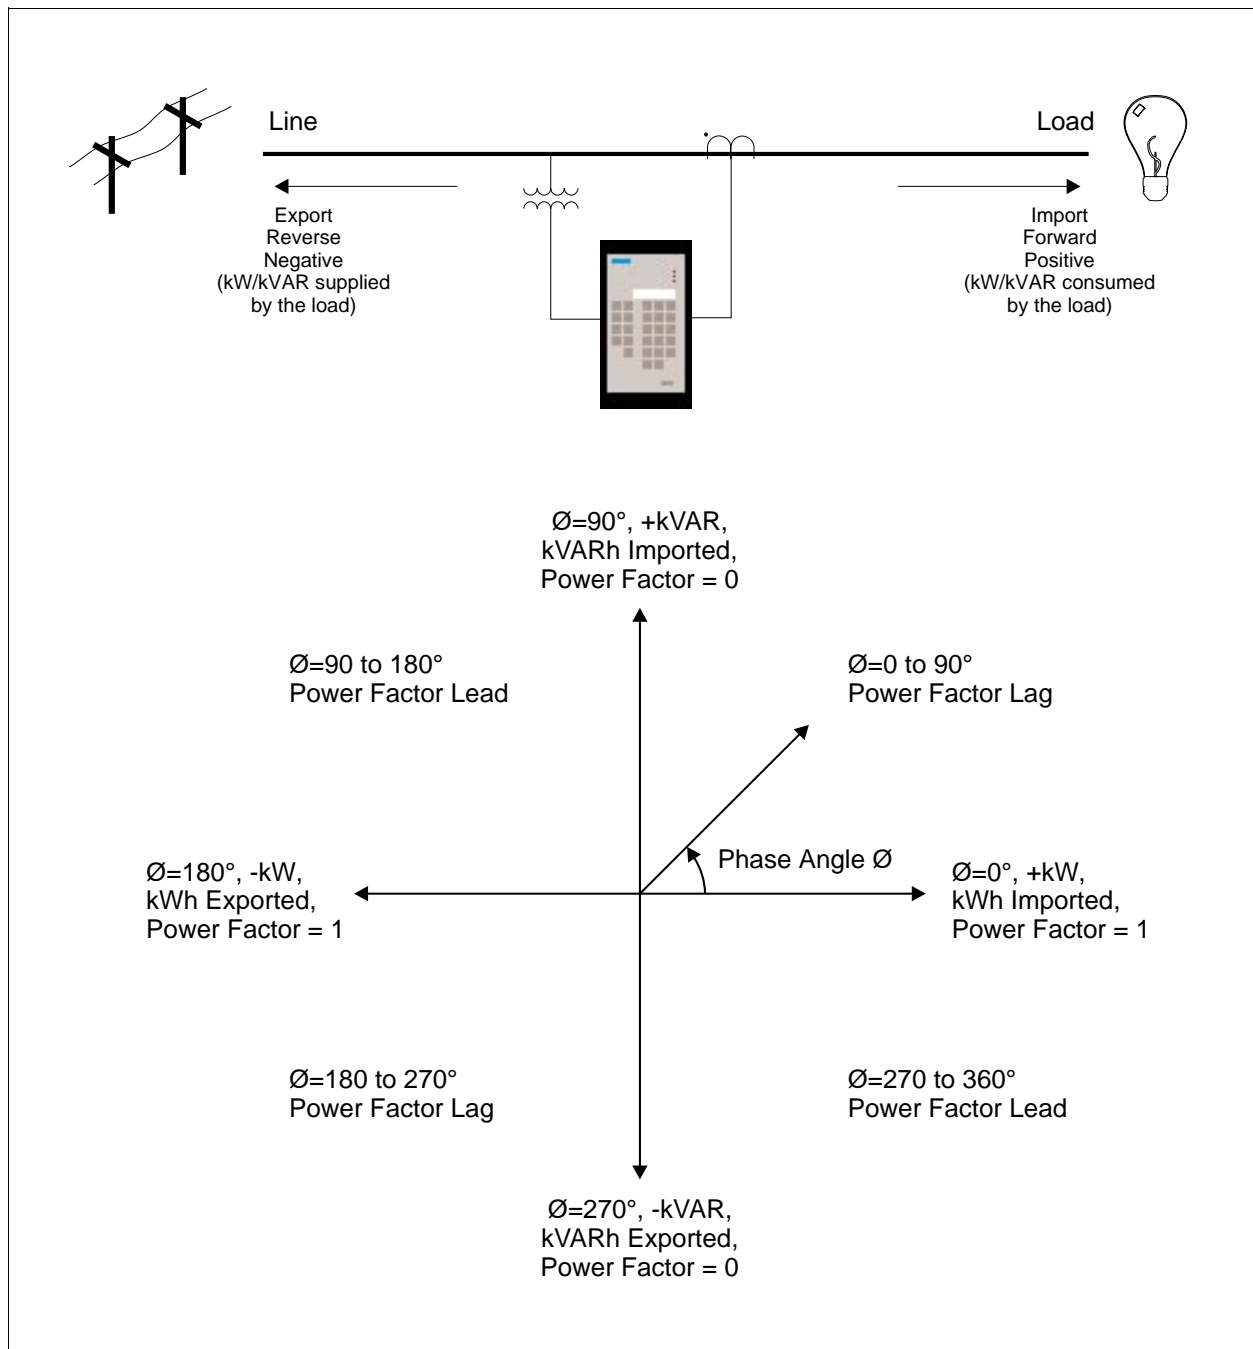 Line
Load
Export
Reverse
Negative
(kW/kVAR supplied
by the load)
Import
Forward
Positive
(kW/kVAR consumed
by the load)
Ø=90°, +kVAR,
kVARh Imported,
Power Factor = 0
Ø=90 to 180°
Power Factor Lead
Ø=0 to 90°
Power Factor Lag
Phase Angle Ø
Ø=180°, -kW,
kWh Exported,
Power Factor = 1
Ø=0°, +kW,
kWh Imported,
Power Factor = 1
Ø=180 to 270°
Power Factor Lag
Ø=270 to 360°
Power Factor Lead
Ø=270°, -kVAR,
kVARh Exported,
Power Factor = 0